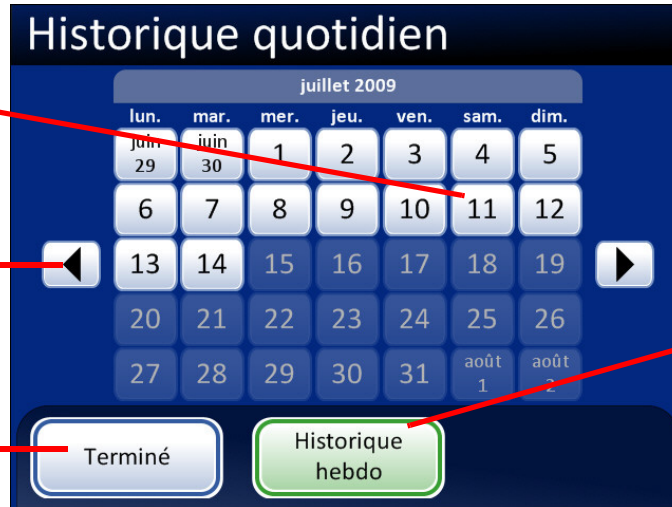 Historique quotidien
juillet 2009
lun. mar. mer. jeu. ven. sam. dim.
juin 29 juin 30 1 2 3 4 5
6 7 8 9 10 11 12
13 14 15 16 17 18 19
20 21 22 23 24 25 26
27 28 29 30 31 août 1 août 2
Terminé
Historique
hebdo